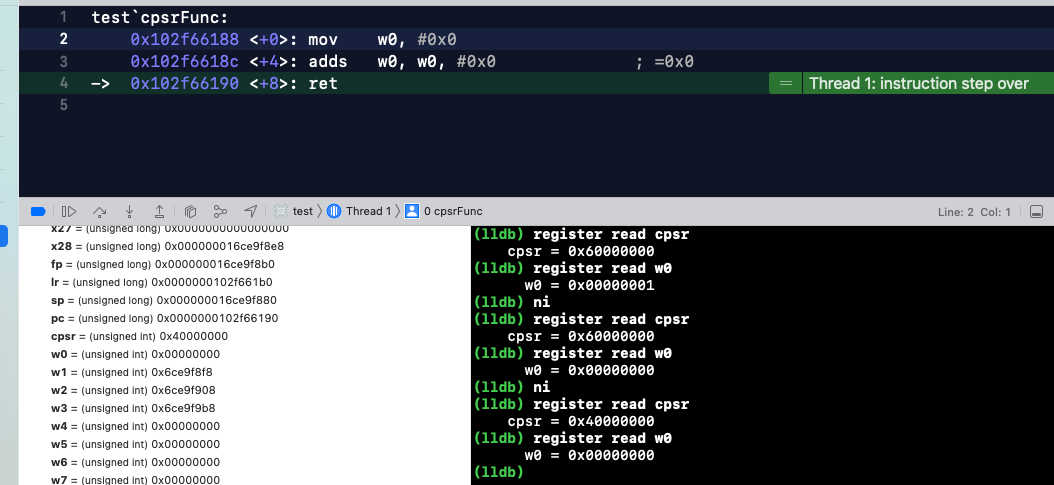 1 test`cpsrFunc:
2 0x102f66188 <+0>: mov w0, #0x0
3 0x102f6618c <+4>: adds w0, w0, #0x0 ; =0x0
4 -> 0x102f66190 <+8>: ret = Thread 1: instruction step over
5
test 〉 Thread 1 〉 0 cpsrFunc Line: 2 Col: 1
x27 = (unsigned long) 0x0000000000000000
x28 = (unsigned long) 0x000000016ce9f8e8
fp = (unsigned long) 0x000000016ce9f8b0
lr = (unsigned long) 0x0000000102f661b0
sp = (unsigned long) 0x000000016ce9f880
pc = (unsigned long) 0x0000000102f66190
cpsr = (unsigned int) 0x40000000
w0 = (unsigned int) 0x00000000
w1 = (unsigned int) 0x6ce9f8f8
w2 = (unsigned int) 0x6ce9f908
w3 = (unsigned int) 0x6ce9f9b8
w4 = (unsigned int) 0x00000000
w5 = (unsigned int) 0x00000000
w6 = (unsigned int) 0x00000000
w7 = (unsigned int) 0x00000000
(lldb) register read cpsr
cpsr = 0x60000000
(lldb) register read w0
w0 = 0x00000001
(lldb) ni
(lldb) register read cpsr
cpsr = 0x60000000
(lldb) register read w0
w0 = 0x00000000
(lldb) ni
(lldb) register read cpsr
cpsr = 0x40000000
(lldb) register read w0
w0 = 0x00000000
(lldb)